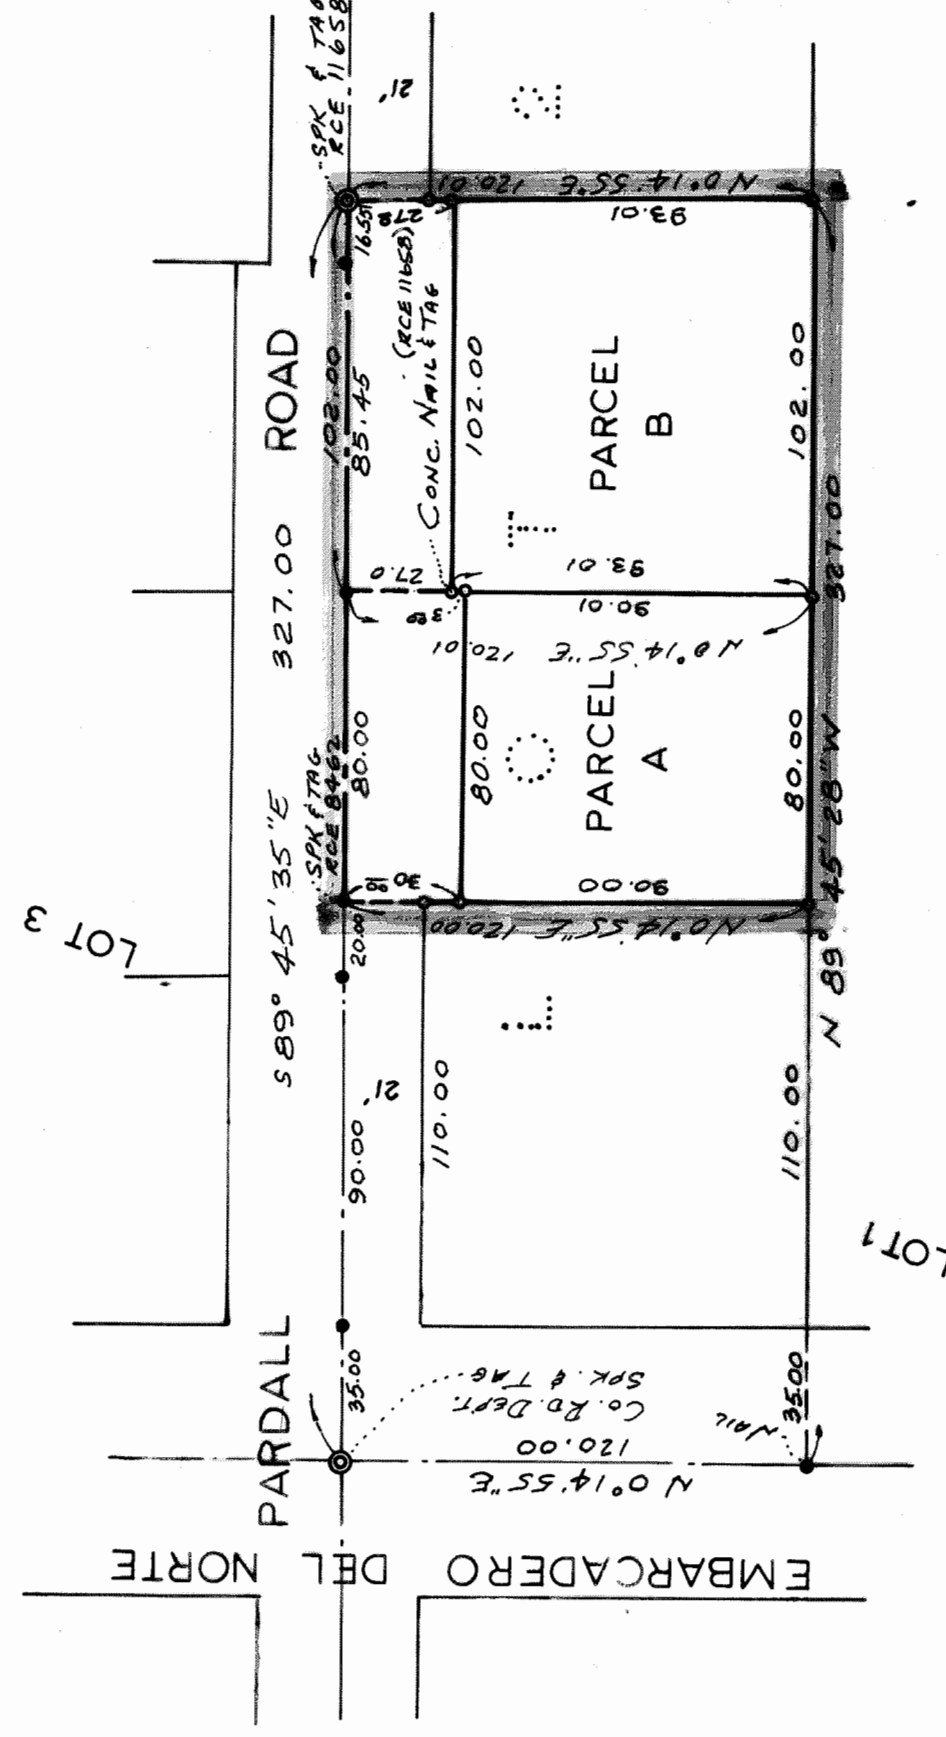 SPK & TAG
RCE 11658
21'
2
N 0°14'55"E 120.01
16.55
93.01
(RCE 11658)
CONC. NAIL & TAG
ROAD
102.00
85.45
102.00
PARCEL
B
102.00
T
27.0
93.01
3.00
90.01
N 0°14'55"E 120.01
327.00
327.00
SPK & TAG
RCE 8462
80.00
80.00
O
PARCEL
A
80.00
30.00
90.00
N 0°14'55"E 120.00
S 89° 45' 35"E
N 89° 45' 28" W
LOT 3
20.00
L
21'
90.00
110.00
110.00
LOT 1
PARDALL
35.00
CO. RD. DEPT.
SPK. & TAG
120.00
N 0°14'55"E
NAIL
35.00
EMBARCADERO DEL NORTE